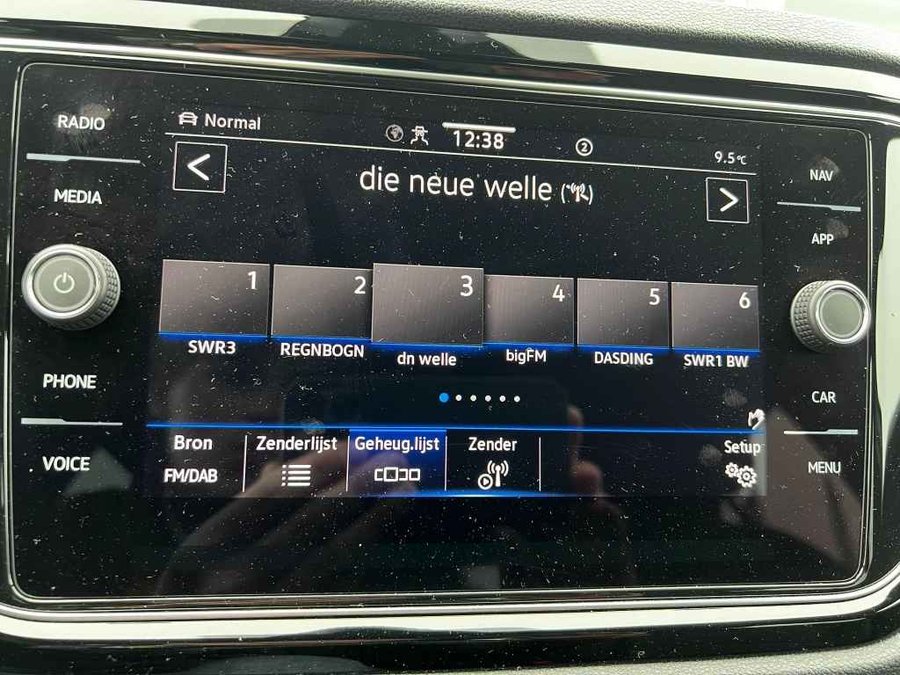 RADIO
MEDIA
PHONE
VOICE
Normal
12:38
2
9.5°C
die neue welle
1
SWR3
2
REGNBOGN
3
dn welle
4
bigFM
5
DASDING
6
SWR1 BW
Bron
FM/DAB
Zenderlijst
Geheug.lijst
Zender
Setup
NAV
APP
CAR
MENU